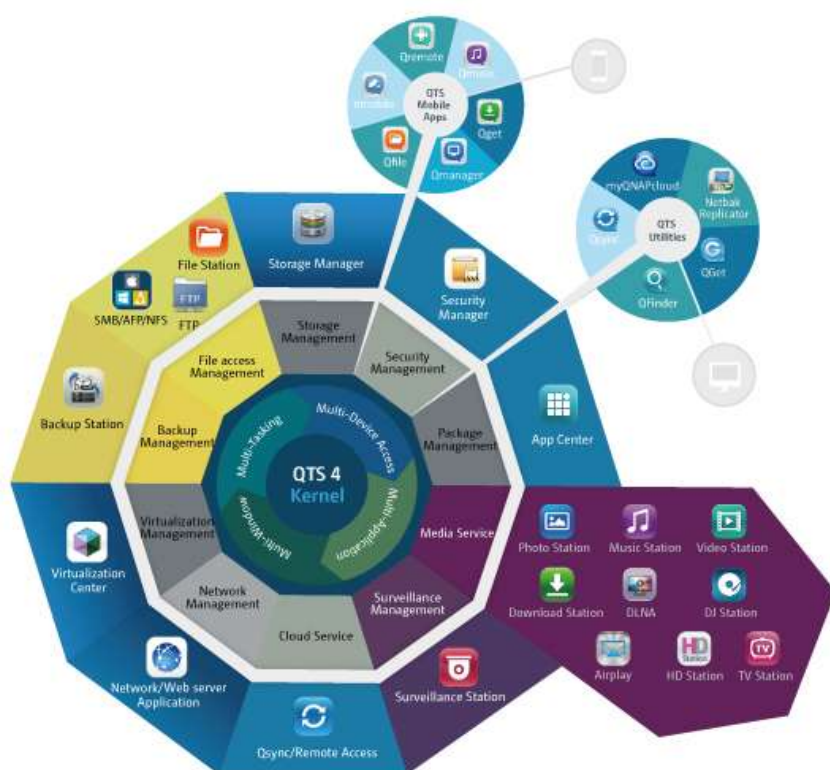 Qremote
Qmusic
QTS
Mobile
Apps
Qget
Qfile
Qmanager
myQNAPcloud
Netbak
Replicator
QTS
Utilities
Qsync
QGet
QFinder
File Station
Storage Manager
Security
Manager
SMB/AFP/NFS
FTP
FTP
Storage
Management
File access
Management
Security
Management
Backup Station
Backup
Management
Package
Management
App Center
Multi-Tasking
Multi-Device Access
QTS 4
Kernel
Multi-Window
Multi-Application
Virtualization
Management
Media Service
Virtualization
Center
Network
Management
Surveillance
Management
Cloud Service
Photo Station
Music Station
Video Station
Download Station
DLNA
DJ Station
Airplay
HD
Station
HD Station
TV
TV Station
Network/Web server
Application
Surveillance Station
Qsync/Remote Access